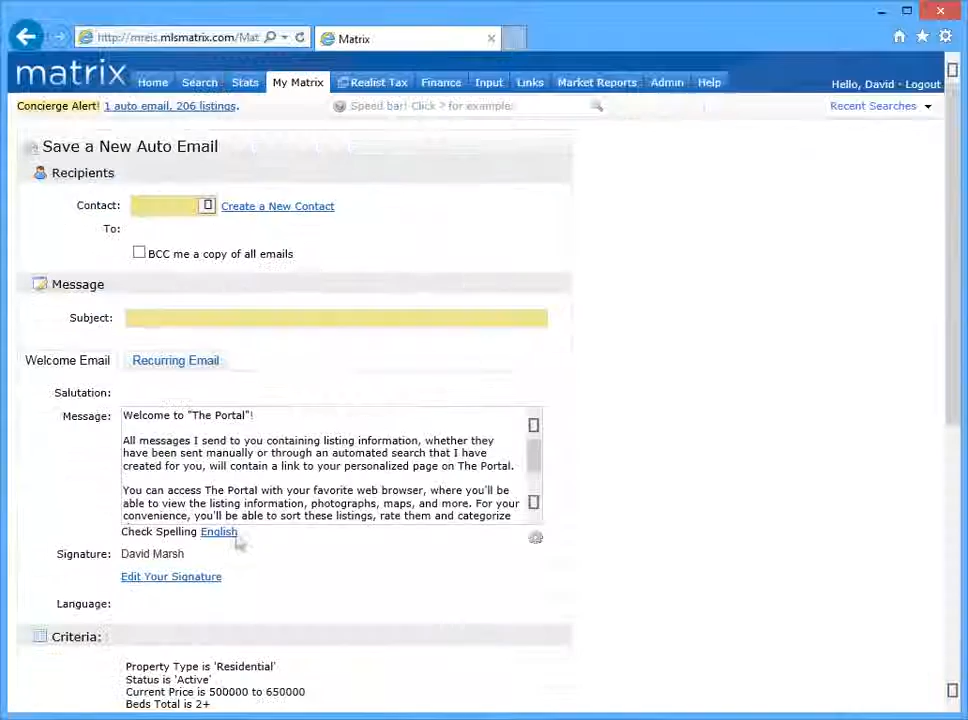 http://mreis.mlsmatrix.com/Mat
Matrix
matrix
Home Search Stats My Matrix Realist Tax Finance Input Links Market Reports Admin Help
Hello, David - Logout
Concierge Alert! 1 auto email, 206 listings.
Speed bar! Click > for example:
Recent Searches
Save a New Auto Email
Recipients
Contact: Create a New Contact
To:
BCC me a copy of all emails
Message
Subject:
Welcome Email Recurring Email
Salutation:
Message: Welcome to "The Portal"!
All messages I send to you containing listing information, whether they
have been sent manually or through an automated search that I have
created for you, will contain a link to your personalized page on The Portal.
You can access The Portal with your favorite web browser, where you'll be
able to view the listing information, photographs, maps, and more. For your
convenience, you'll be able to sort these listings, rate them and categorize
Check Spelling English
Signature: David Marsh
Edit Your Signature
Language:
Criteria:
Property Type is 'Residential'
Status is 'Active'
Current Price is 500000 to 650000
Beds Total is 2+